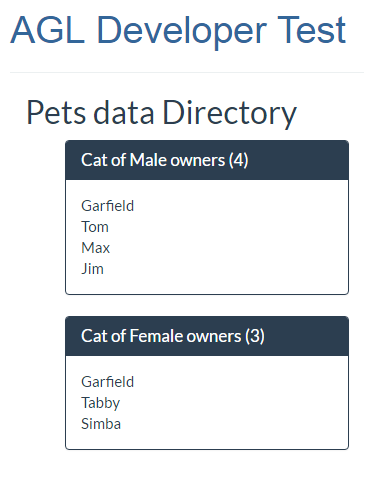 AGL Developer Test
Pets data Directory
Cat of Male owners (4)
Garfield
Tom
Max
Jim
Cat of Female owners (3)
Garfield
Tabby
Simba